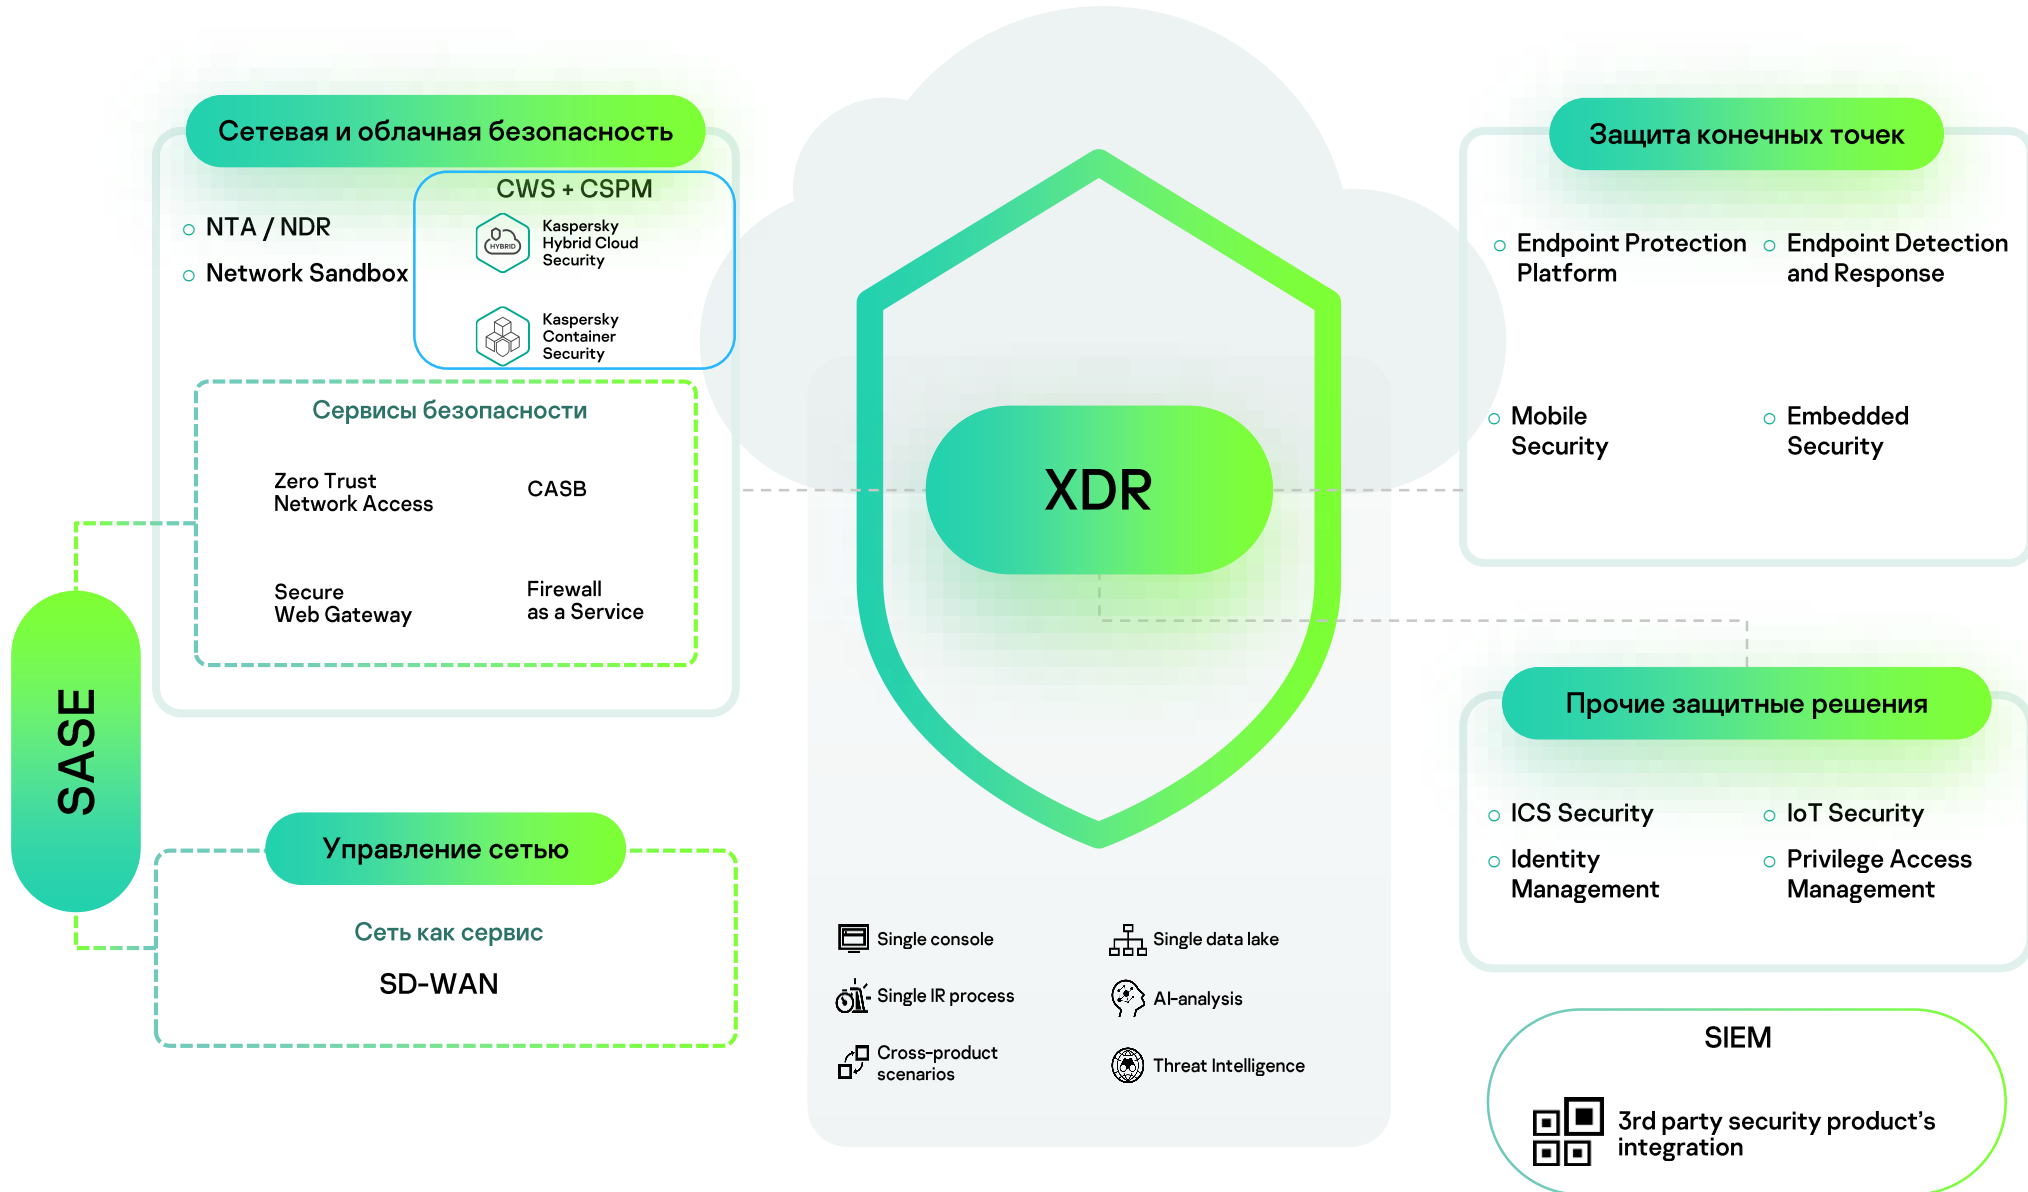 Сетевая и облачная безопасность
CWS + CSPM
NTA / NDR
Network Sandbox
HYBRID
Kaspersky
Hybrid Cloud
Security
Kaspersky
Container
Security
Сервисы безопасности
Zero Trust
Network Access
CASB
Secure
Web Gateway
Firewall
as a Service
SASE
Управление сетью
Сеть как сервис
SD-WAN
XDR
Single console
Single data lake
Single IR process
AI-analysis
Cross-product
scenarios
Threat Intelligence
Защита конечных точек
Endpoint Protection
Platform
Endpoint Detection
and Response
Mobile
Security
Embedded
Security
Прочие защитные решения
ICS Security
IoT Security
Identity
Management
Privilege Access
Management
SIEM
3rd party security product’s
integration